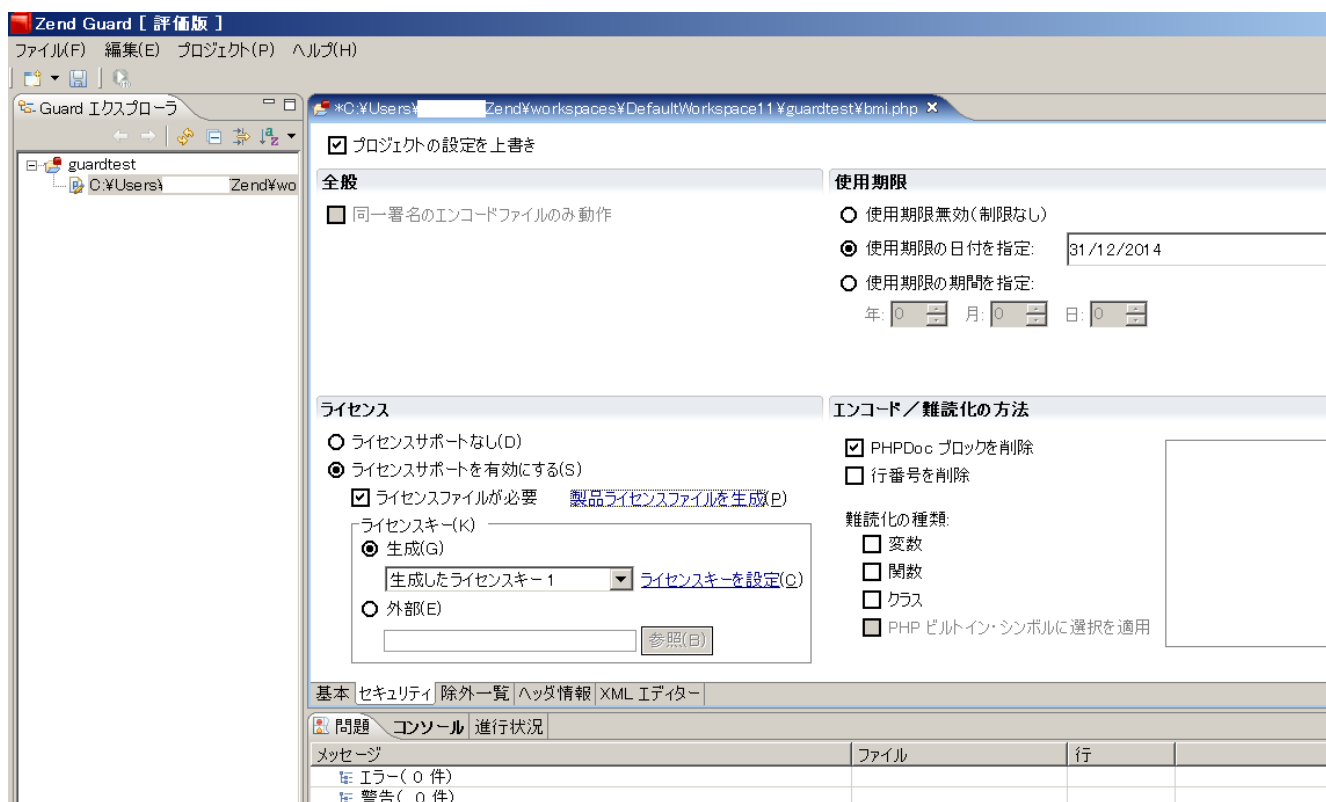 Zend Guard [ 評価版 ]
ファイル(F) 編集(E) プロジェクト(P) ヘルプ(H)
Guard エクスプローラ
guardtest
C:¥Users¥ Zend¥wo
*C:¥Users¥ Zend¥workspaces¥DefaultWorkspace11¥guardtest¥bmi.php
プロジェクトの設定を上書き
全般
同一署名のエンコードファイルのみ動作
使用期限
使用期限無効(制限なし)
使用期限の日付を指定: 31/12/2014
使用期限の期間を指定:
年: 0 月: 0 日: 0
ライセンス
ライセンスサポートなし(D)
ライセンスサポートを有効にする(S)
ライセンスファイルが必要 製品ライセンスファイルを生成(P)
ライセンスキー(K)
生成(G)
生成したライセンスキー 1 ライセンスキーを設定(C)
外部(E)
参照(B)
エンコード/難読化の方法
PHPDoc ブロックを削除
行番号を削除
難読化の種類:
変数
関数
クラス
PHP ビルトイン・シンボルに選択を適用
基本 セキュリティ 除外一覧 ヘッダ情報 XML エディター
問題 コンソール 進行状況
メッセージ ファイル 行
エラー( 0 件)
警告( 0 件)